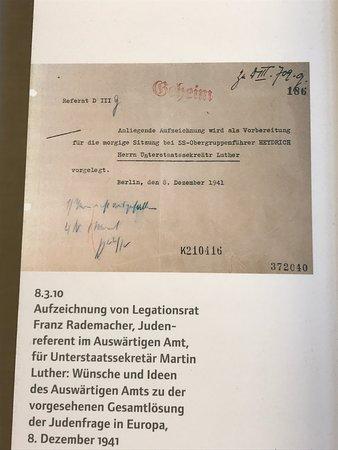 Geheim
zu D III. 709. g.
186
Referat D III g
Anliegende Aufzeichnung wird als Vorbereitung
für die morgige Sitzung bei SS-Obergruppenführer HEYDRICH
Herrn Unterstaatssekretär Luther
vorgelegt.
Berlin, den 8. Dezember 1941
K210416
372040
8.3.10
Aufzeichnung von Legationsrat
Franz Rademacher, Juden-
referent im Auswärtigen Amt,
für Unterstaatssekretär Martin
Luther: Wünsche und Ideen
des Auswärtigen Amts zu der
vorgesehenen Gesamtlösung
der Judenfrage in Europa,
8. Dezember 1941